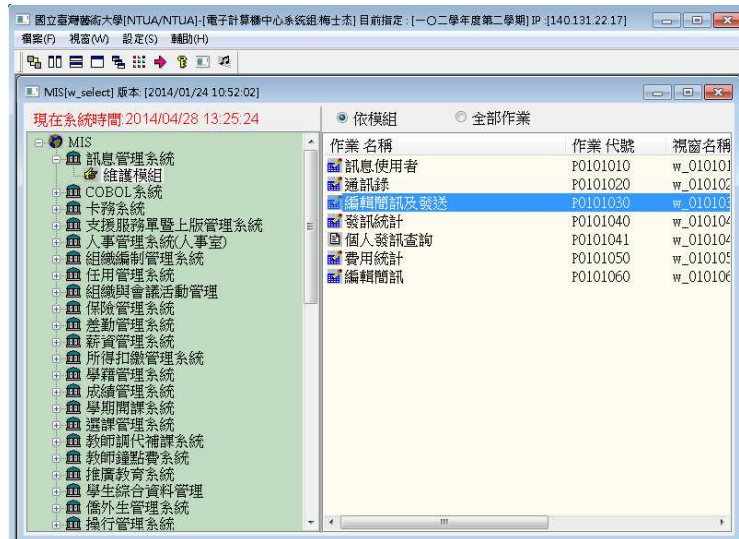 國立臺灣藝術大學[NTUA/NTUA]-[電子計算機中心系統組:梅士杰] 目前指定 : [一○二學年度第二學期] IP :[140.131.22.17]
檔案(F) 視窗(W) 設定(S) 輔助(H)
MIS[w_select] 版本: [2014/01/24 10:52:02]
現在系統時間:2014/04/28 13:25:24
依模組 全部作業
MIS
訊息管理系統
維護模組
COBOL系統
卡務系統
支援服務單暨上版管理系統
人事管理系統(人事室)
組織編制管理系統
任用管理系統
組織與會議活動管理
保險管理系統
差勤管理系統
薪資管理系統
所得扣繳管理系統
學籍管理系統
成績管理系統
學期開課系統
選課管理系統
教師調代補課系統
教師鐘點費系統
推廣教育系統
學生綜合資料管理
僑外生管理系統
操行管理系統
作業 名稱 作業 代號 視窗名稱
訊息使用者 P0101010 w_010101
通訊錄 P0101020 w_010102
編輯簡訊及發送 P0101030 w_010103
發訊統計 P0101040 w_010104
個人發訊查詢 P0101041 w_010104
費用統計 P0101050 w_010105
編輯簡訊 P0101060 w_010106